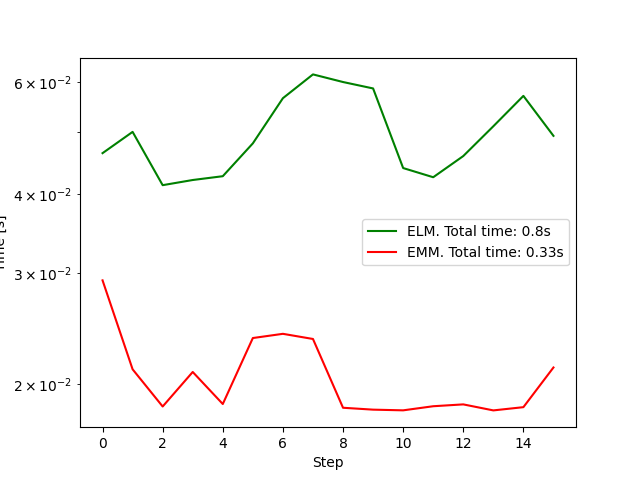 6 × 10⁻²
4 × 10⁻²
3 × 10⁻²
2 × 10⁻²
Time [s]
ELM. Total time: 0.8s
EMM. Total time: 0.33s
0 2 4 6 8 10 12 14
Step